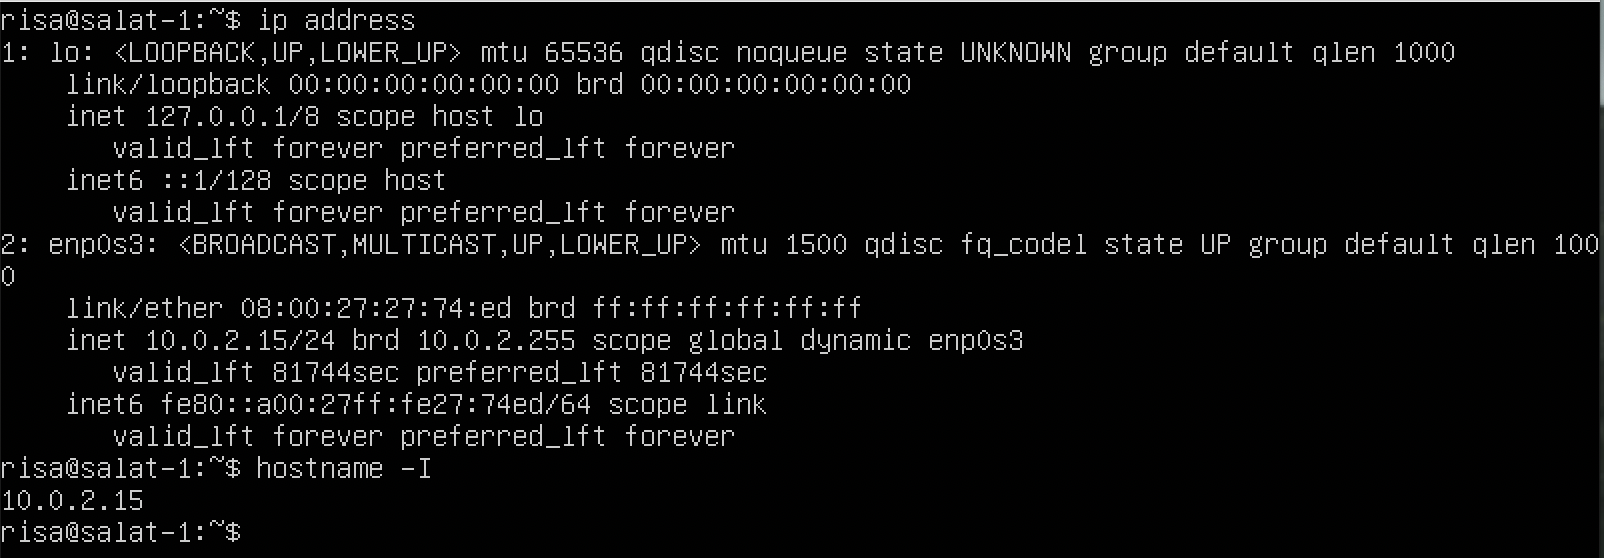 risa@salat-1:~$ ip address
1: lo: <LOOPBACK,UP,LOWER_UP> mtu 65536 qdisc noqueue state UNKNOWN group default qlen 1000
    link/loopback 00:00:00:00:00:00 brd 00:00:00:00:00:00
    inet 127.0.0.1/8 scope host lo
       valid_lft forever preferred_lft forever
    inet6 ::1/128 scope host
       valid_lft forever preferred_lft forever
2: enp0s3: <BROADCAST,MULTICAST,UP,LOWER_UP> mtu 1500 qdisc fq_codel state UP group default qlen 100
0
    link/ether 08:00:27:27:74:ed brd ff:ff:ff:ff:ff:ff
    inet 10.0.2.15/24 brd 10.0.2.255 scope global dynamic enp0s3
       valid_lft 81744sec preferred_lft 81744sec
    inet6 fe80::a00:27ff:fe27:74ed/64 scope link
       valid_lft forever preferred_lft forever
risa@salat-1:~$ hostname -I
10.0.2.15
risa@salat-1:~$